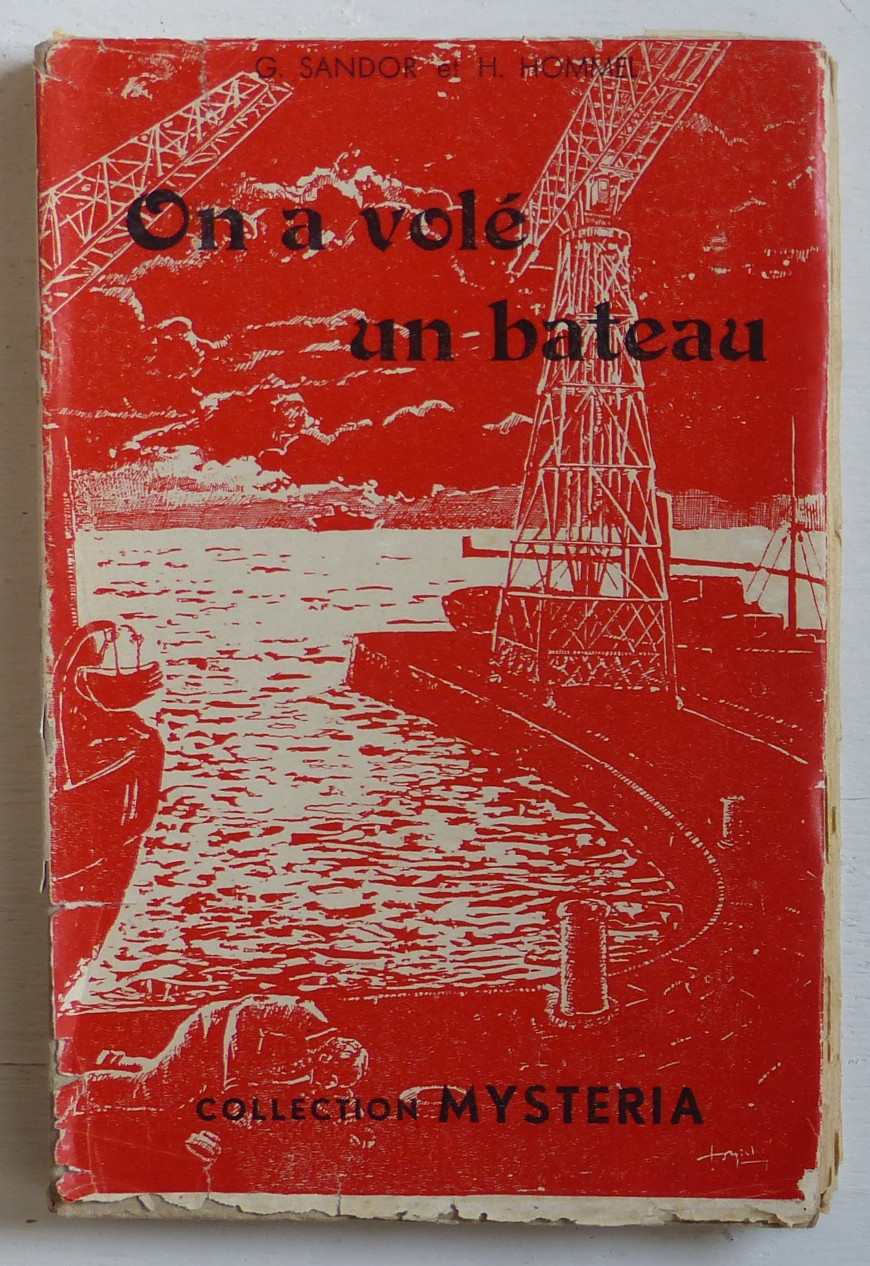 G. SANDOR et H. HOMMEL
On a volé
un bateau
COLLECTION MYSTERIA